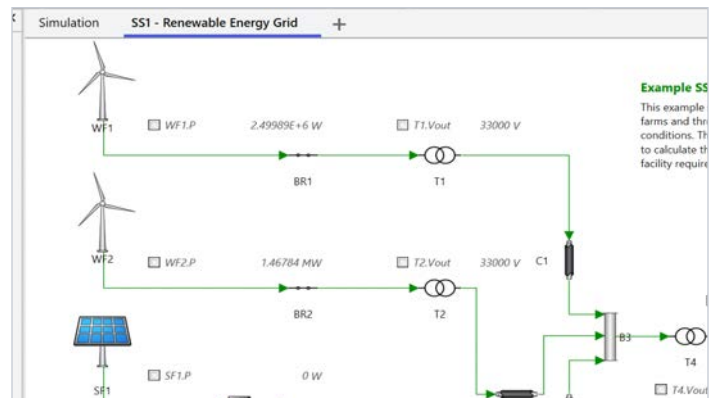 Simulation
SS1 - Renewable Energy Grid
+
Example SS
This example
farms and thr
conditions. Th
to calculate th
facility require
WF1
WF1.P
2.49989E+6 W
T1.Vout
33000 V
BR1
T1
WF2
WF2.P
1.46784 MW
T2.Vout
33000 V
C1
BR2
T2
B3
T4
SF1
SF1.P
0 W
T4.Vout